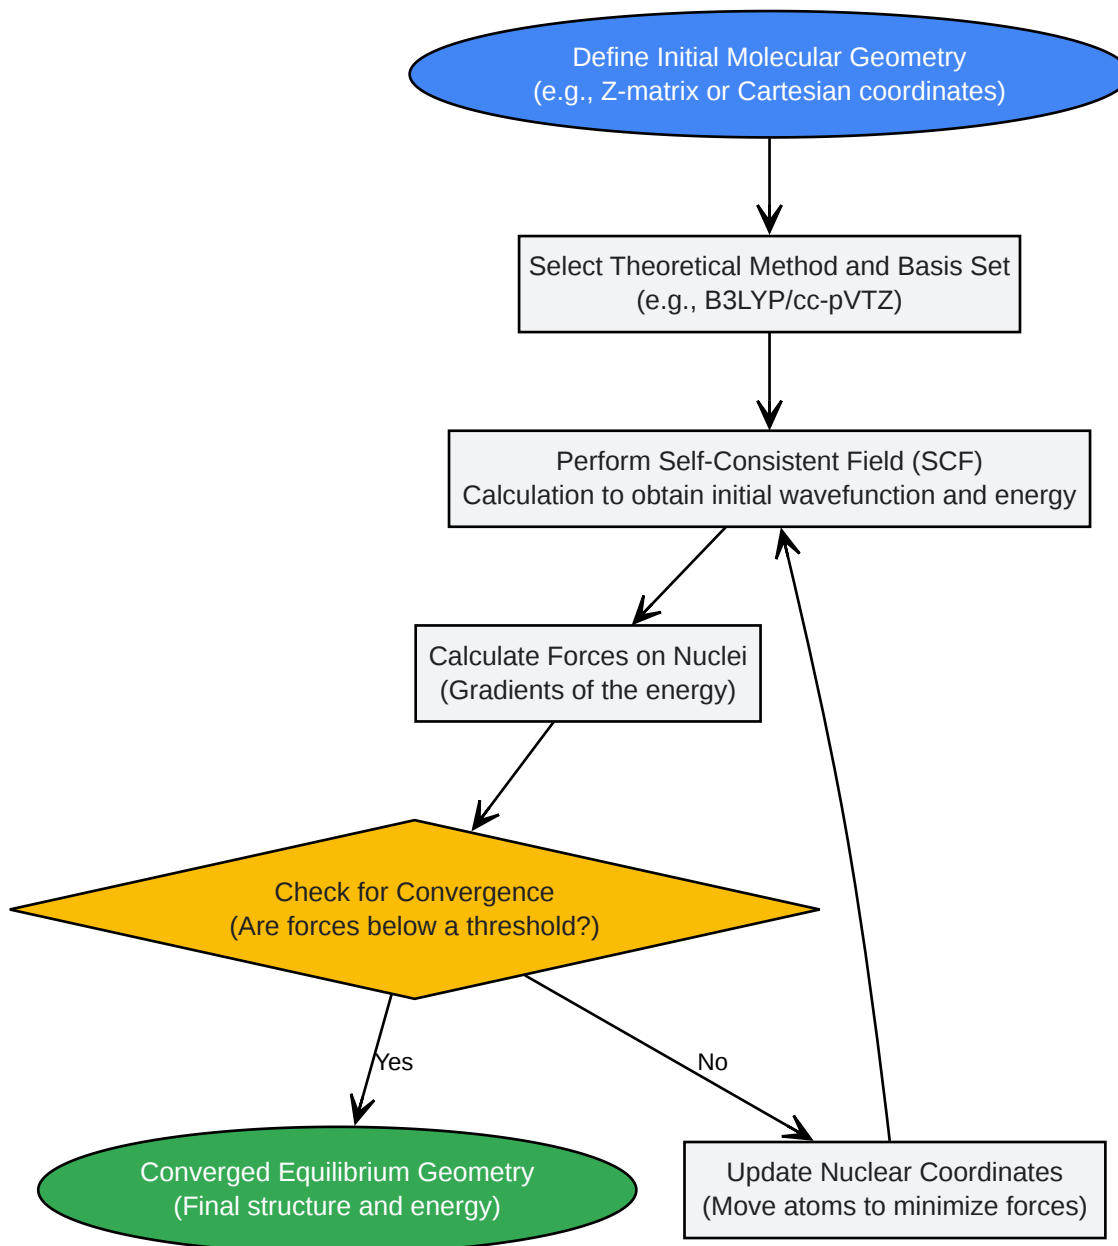 Define Initial Molecular Geometry
(e.g., Z-matrix or Cartesian coordinates)
Select Theoretical Method and Basis Set
(e.g., B3LYP/cc-pVTZ)
Perform Self-Consistent Field (SCF)
Calculation to obtain initial wavefunction and energy
Calculate Forces on Nuclei
(Gradients of the energy)
Check for Convergence
(Are forces below a threshold?)
Yes
No
Converged Equilibrium Geometry
(Final structure and energy)
Update Nuclear Coordinates
(Move atoms to minimize forces)